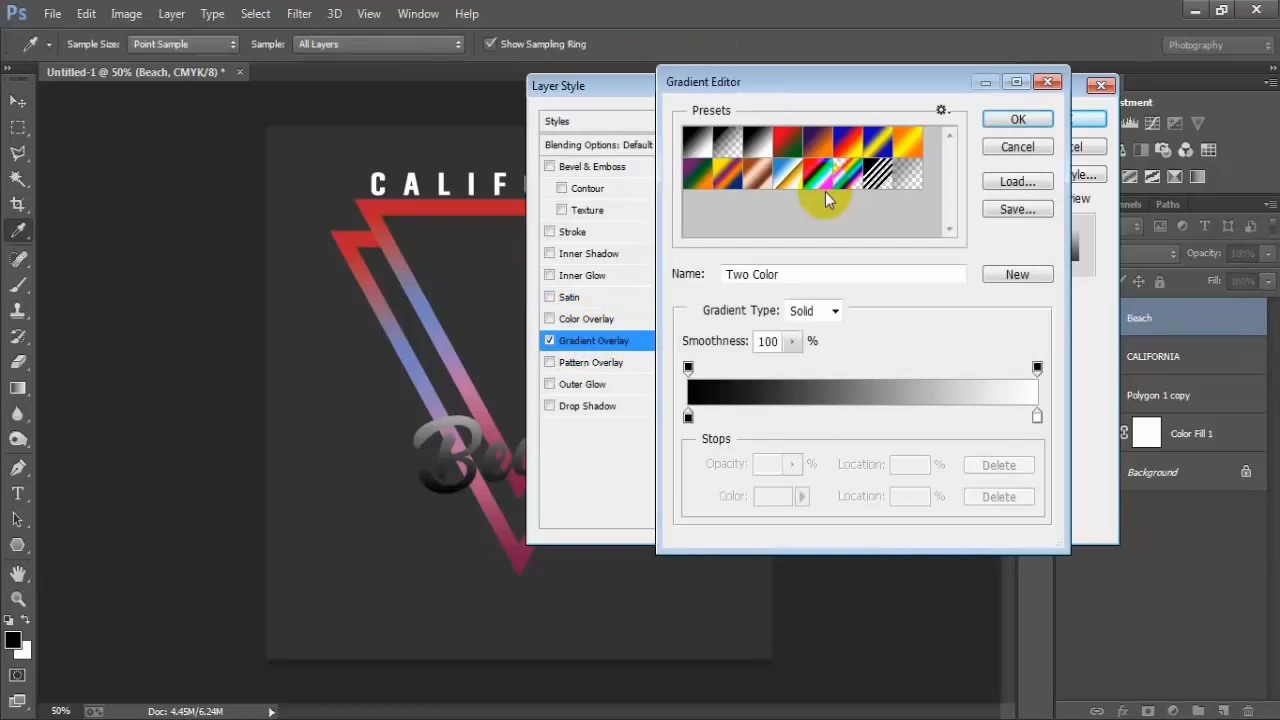 Ps File Edit Image Layer Type Select Filter 3D View Window Help
Sample Size: Point Sample Sample: All Layers Show Sampling Ring Photography
Untitled-1 @ 50% (Beach, CMYK/8) * ×
Layer Style
Gradient Editor
Styles
Blending Options: Default
Bevel & Emboss
Contour
Texture
Stroke
Inner Shadow
Inner Glow
Satin
Color Overlay
Gradient Overlay
Pattern Overlay
Outer Glow
Drop Shadow
Presets
OK
Cancel
Load...
Save...
Name: Two Color
New
Gradient Type: Solid
Smoothness: 100 %
Stops
Opacity: % Location: % Delete
Color: Location: % Delete
CALIF
Paths
Opacity: 100%
Fill: 100%
Beach
CALIFORNIA
Polygon 1 copy
Color Fill 1
Background
50% Doc: 4.45M/6.24M